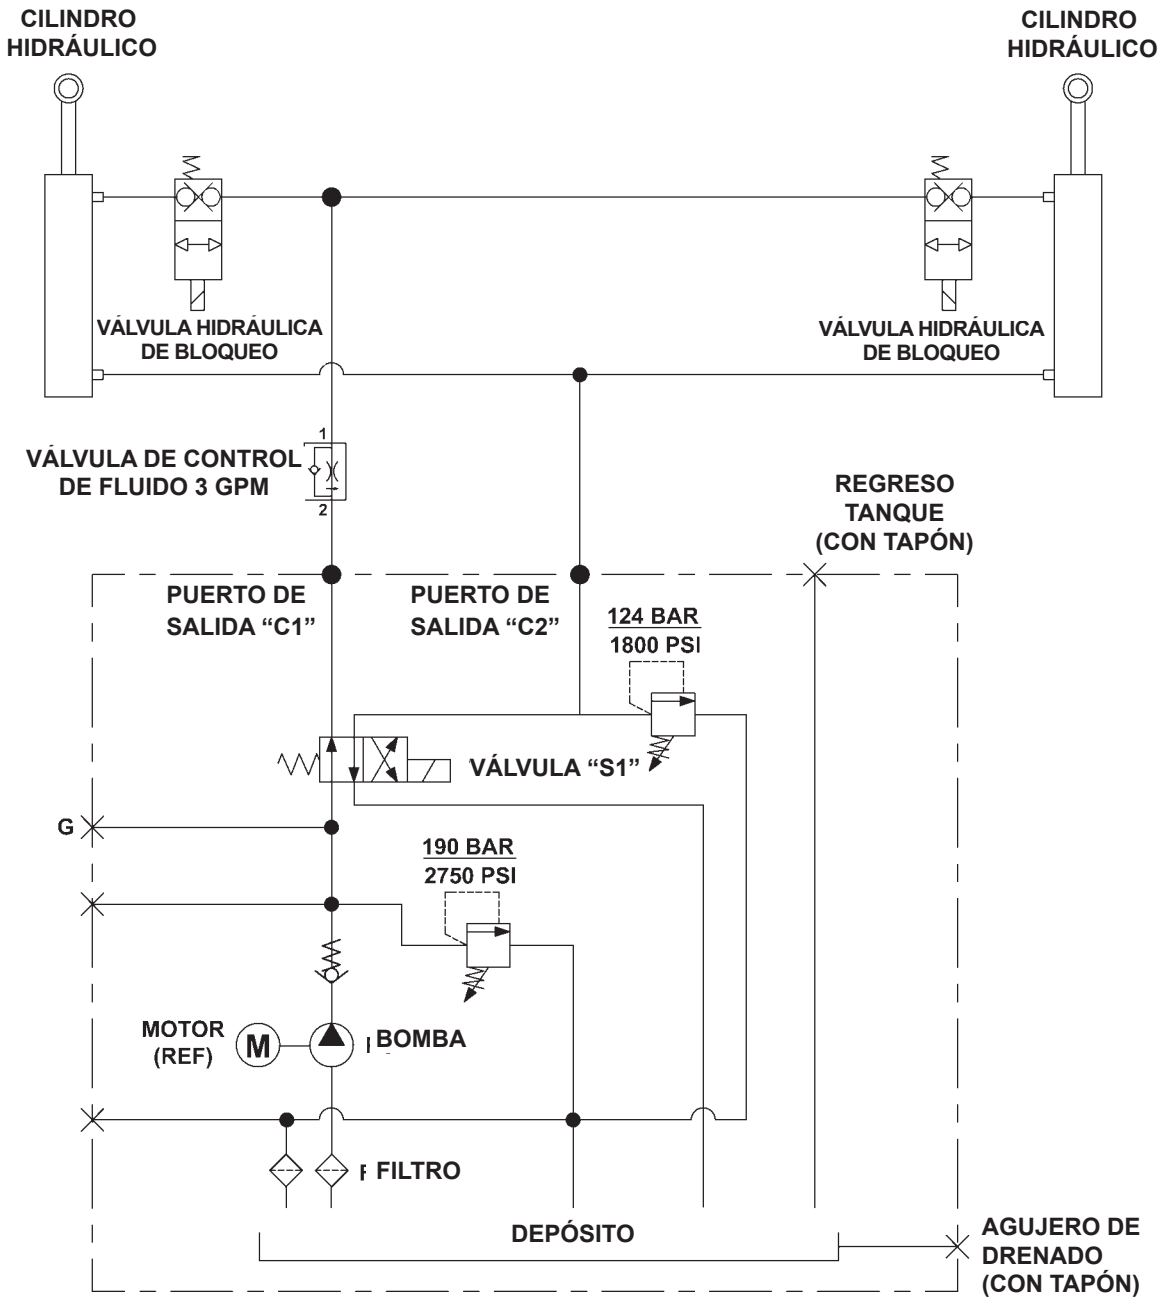 CILINDRO
HIDRÁULICO
CILINDRO
HIDRÁULICO
VÁLVULA HIDRÁULICA
DE BLOQUEO
VÁLVULA HIDRÁULICA
DE BLOQUEO
1
VÁLVULA DE CONTROL
DE FLUIDO 3 GPM
2
REGRESO
TANQUE
(CON TAPÓN)
PUERTO DE
SALIDA “C1”
PUERTO DE
SALIDA “C2”
124 BAR
1800 PSI
VÁLVULA “S1”
G
190 BAR
2750 PSI
MOTOR
(REF)
M
BOMBA
FILTRO
DEPÓSITO
AGUJERO DE
DRENADO
(CON TAPÓN)